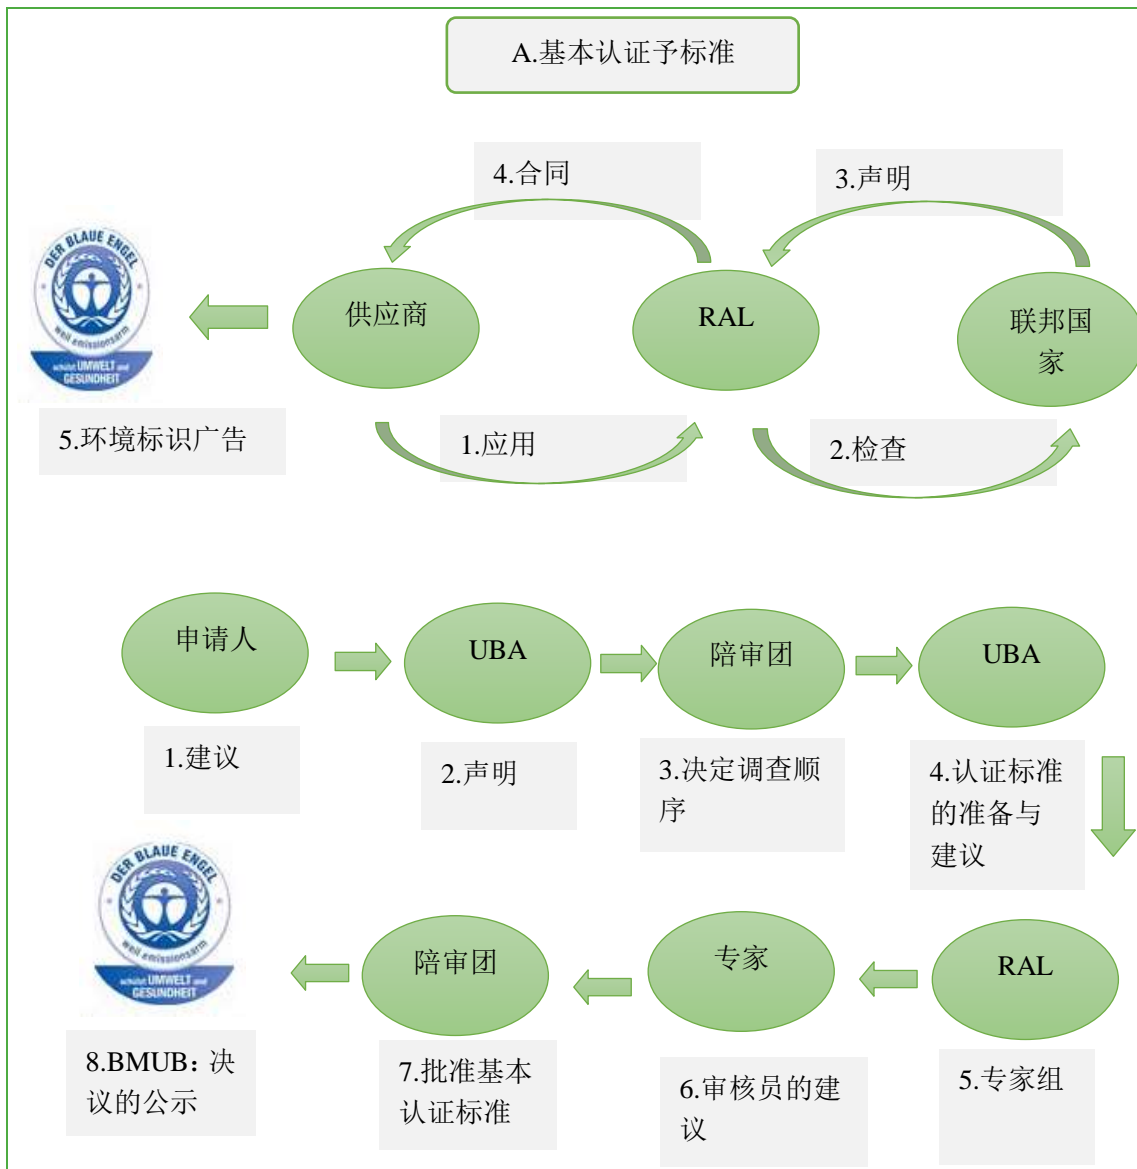 A.基本认证予标准
4.合同
3.声明
DER BLAUE ENGEL
weil emissionsarm
schützt UMWELT und
GESUNDHEIT
供应商
RAL
联邦国
家
5.环境标识广告
1.应用
2.检查
申请人
UBA
陪审团
UBA
1.建议
2.声明
3.决定调查顺
序
4.认证标准
的准备与
建议
DER BLAUE ENGEL
weil emissionsarm
schützt UMWELT und
GESUNDHEIT
陪审团
专家
RAL
8.BMUB：决
议的公示
7.批准基本
认证标准
6.审核员的建
议
5.专家组